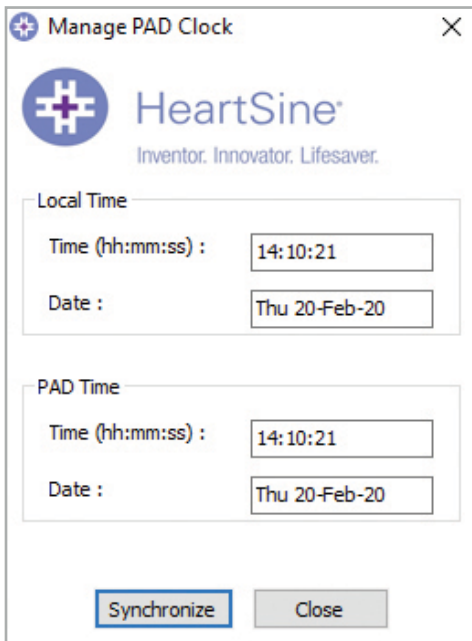 Manage PAD Clock
HeartSine®
Inventor. Innovator. Lifesaver.
Local Time
Time (hh:mm:ss) : 14:10:21
Date : Thu 20-Feb-20
PAD Time
Time (hh:mm:ss) : 14:10:21
Date : Thu 20-Feb-20
Synchronize Close